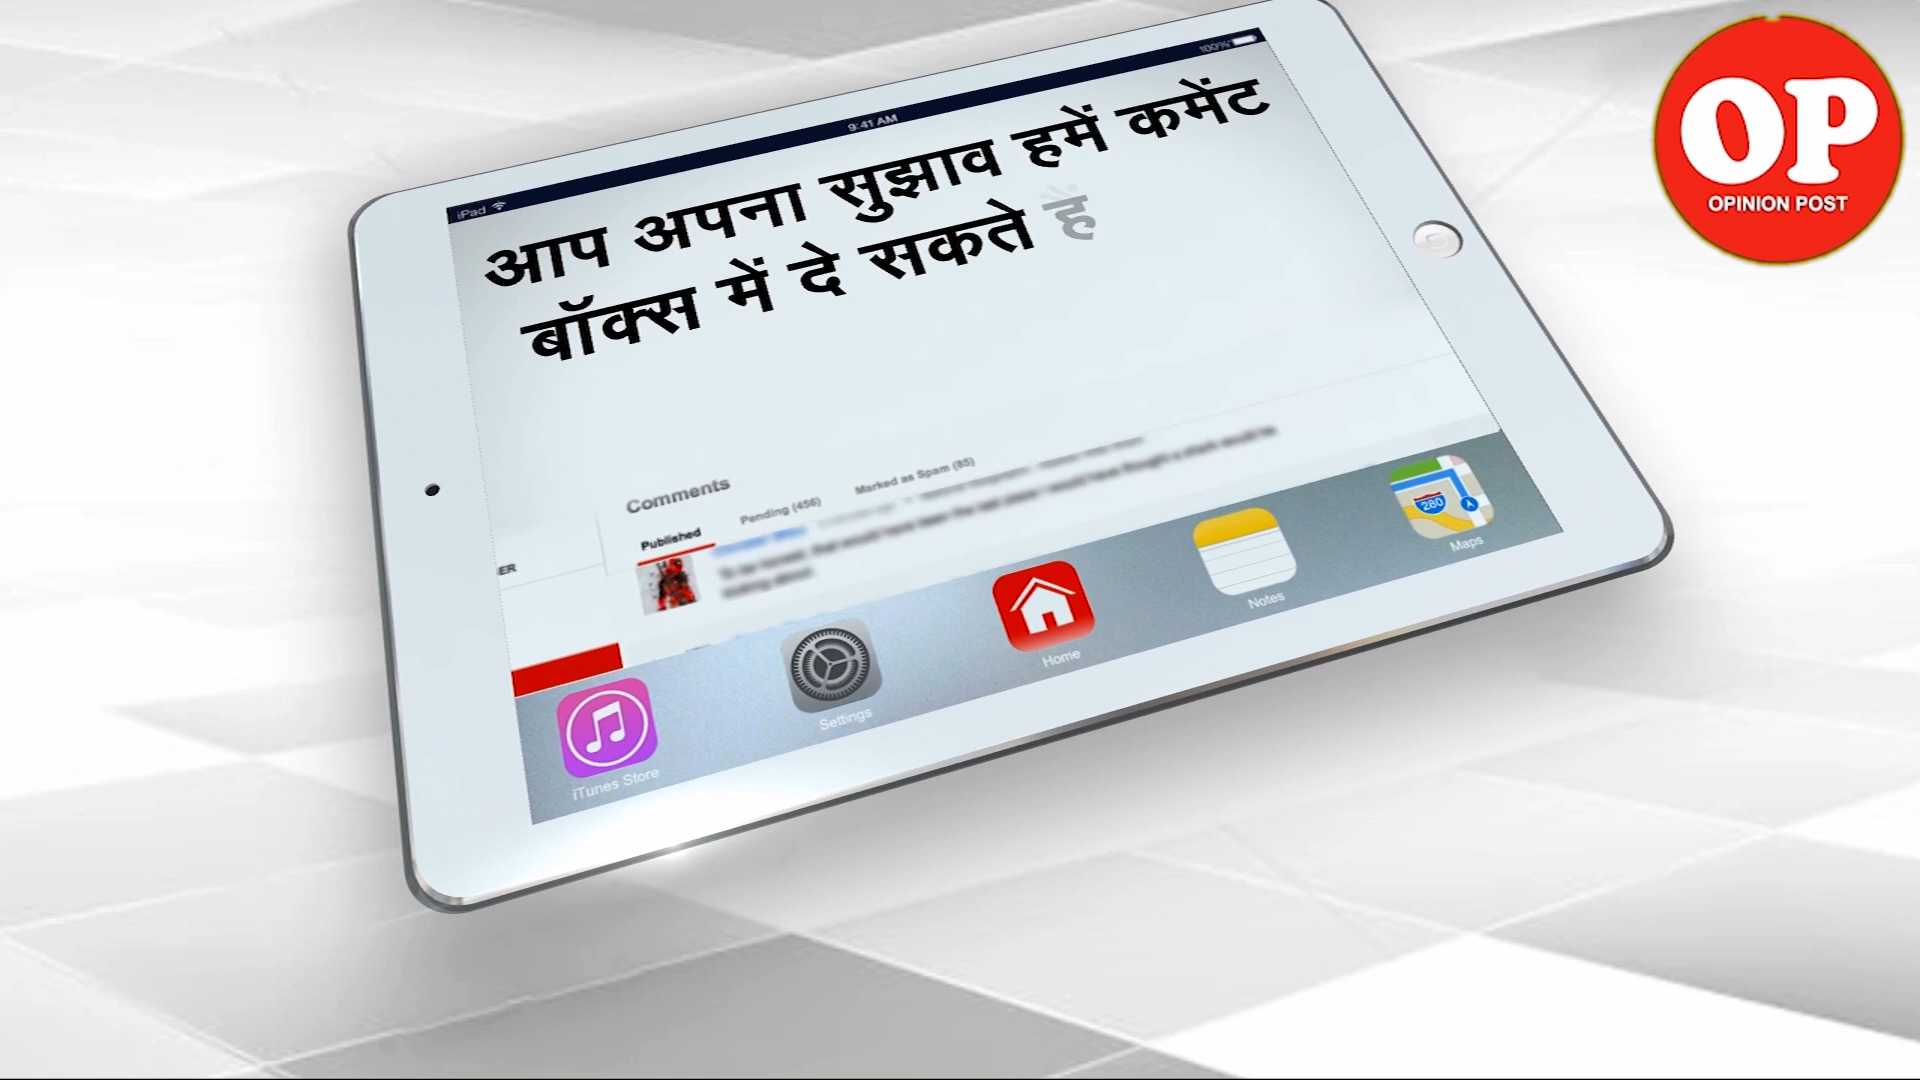 iPad
9:41 AM
100%
आप अपना सुझाव हमें कमेंट
बॉक्स में दे सकते हैं
OP
OPINION POST
Comments
Published
Pending (456)
Marked as Spam (85)
ER
iTunes Store
Settings
Home
Notes
280
Maps